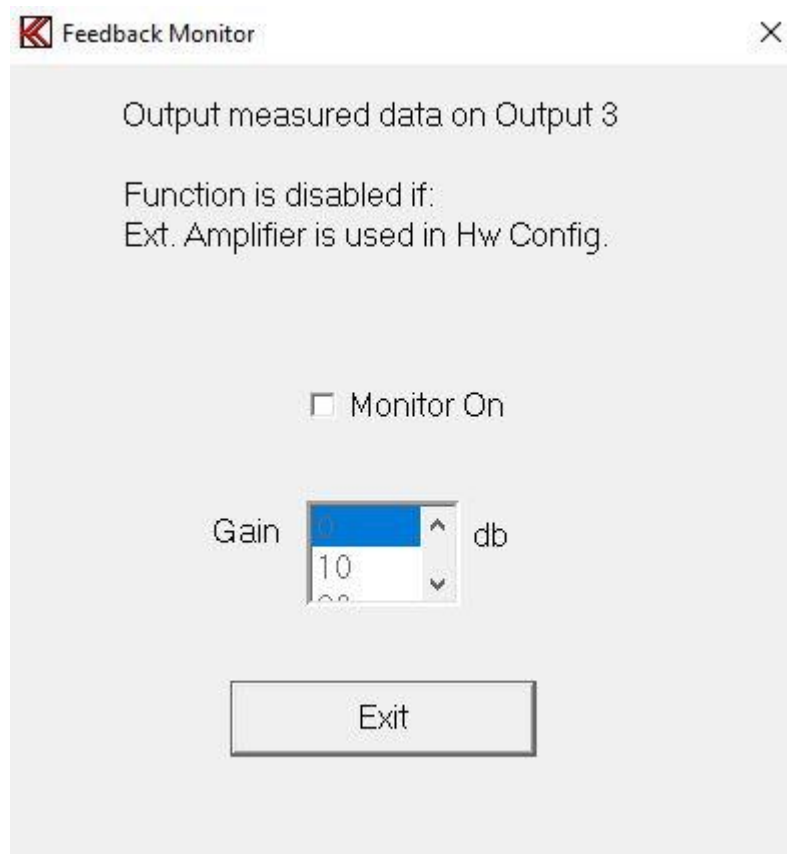 Feedback Monitor
Output measured data on Output 3
Function is disabled if:
Ext. Amplifier is used in Hw Config.
Monitor On
Gain
0
10
db
Exit